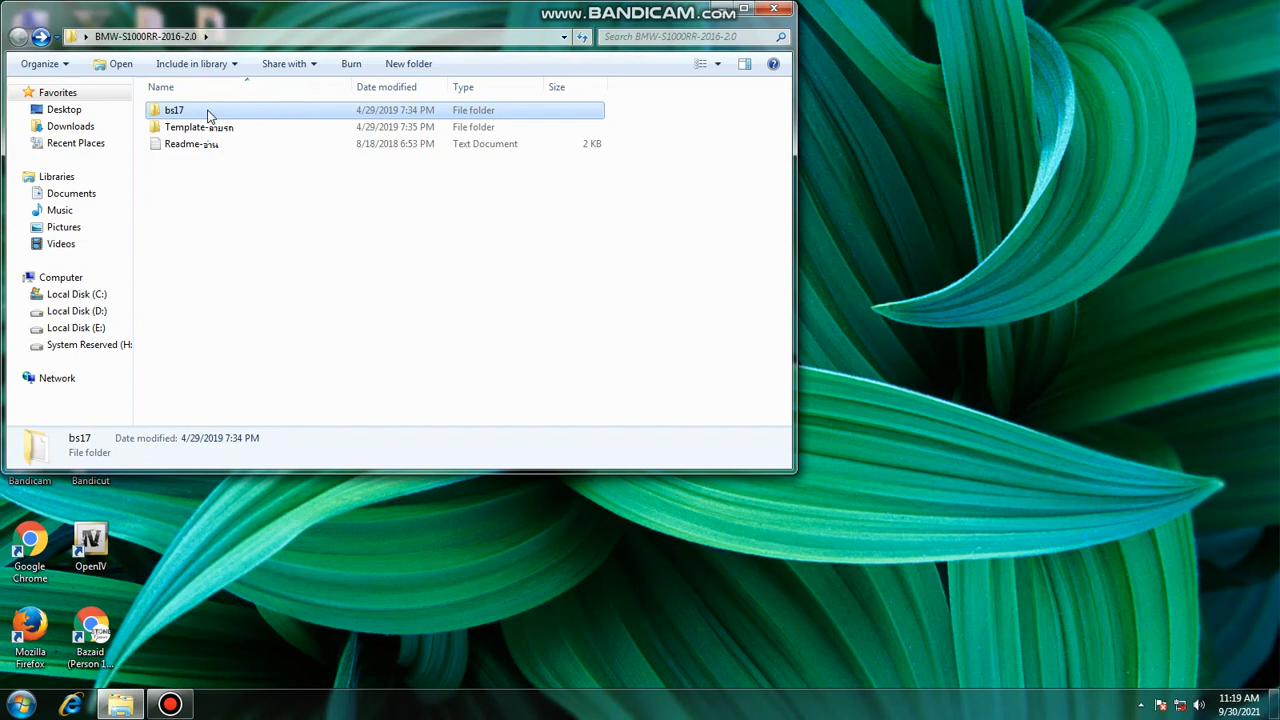 www.BANDICAM.com
BMW-S1000RR-2016-2.0
Search BMW-S1000RR-2016-2.0
Organize Open Include in library Share with Burn New folder
Name Date modified Type Size
Favorites
Desktop
Downloads
Recent Places
Libraries
Documents
Music
Pictures
Videos
Computer
Local Disk (C:)
Local Disk (D:)
Local Disk (E:)
System Reserved (H:
Network
bs17 4/29/2019 7:34 PM File folder
Template-ลายรถ 4/29/2019 7:35 PM File folder
Readme-อ่าน 8/18/2018 6:53 PM Text Document 2 KB
bs17 Date modified: 4/29/2019 7:34 PM
File folder
Bandicam Bandicut
Google
Chrome
OpenIV
Mozilla
Firefox
Bazaid
(Person 1...
11:19 AM
9/30/2021